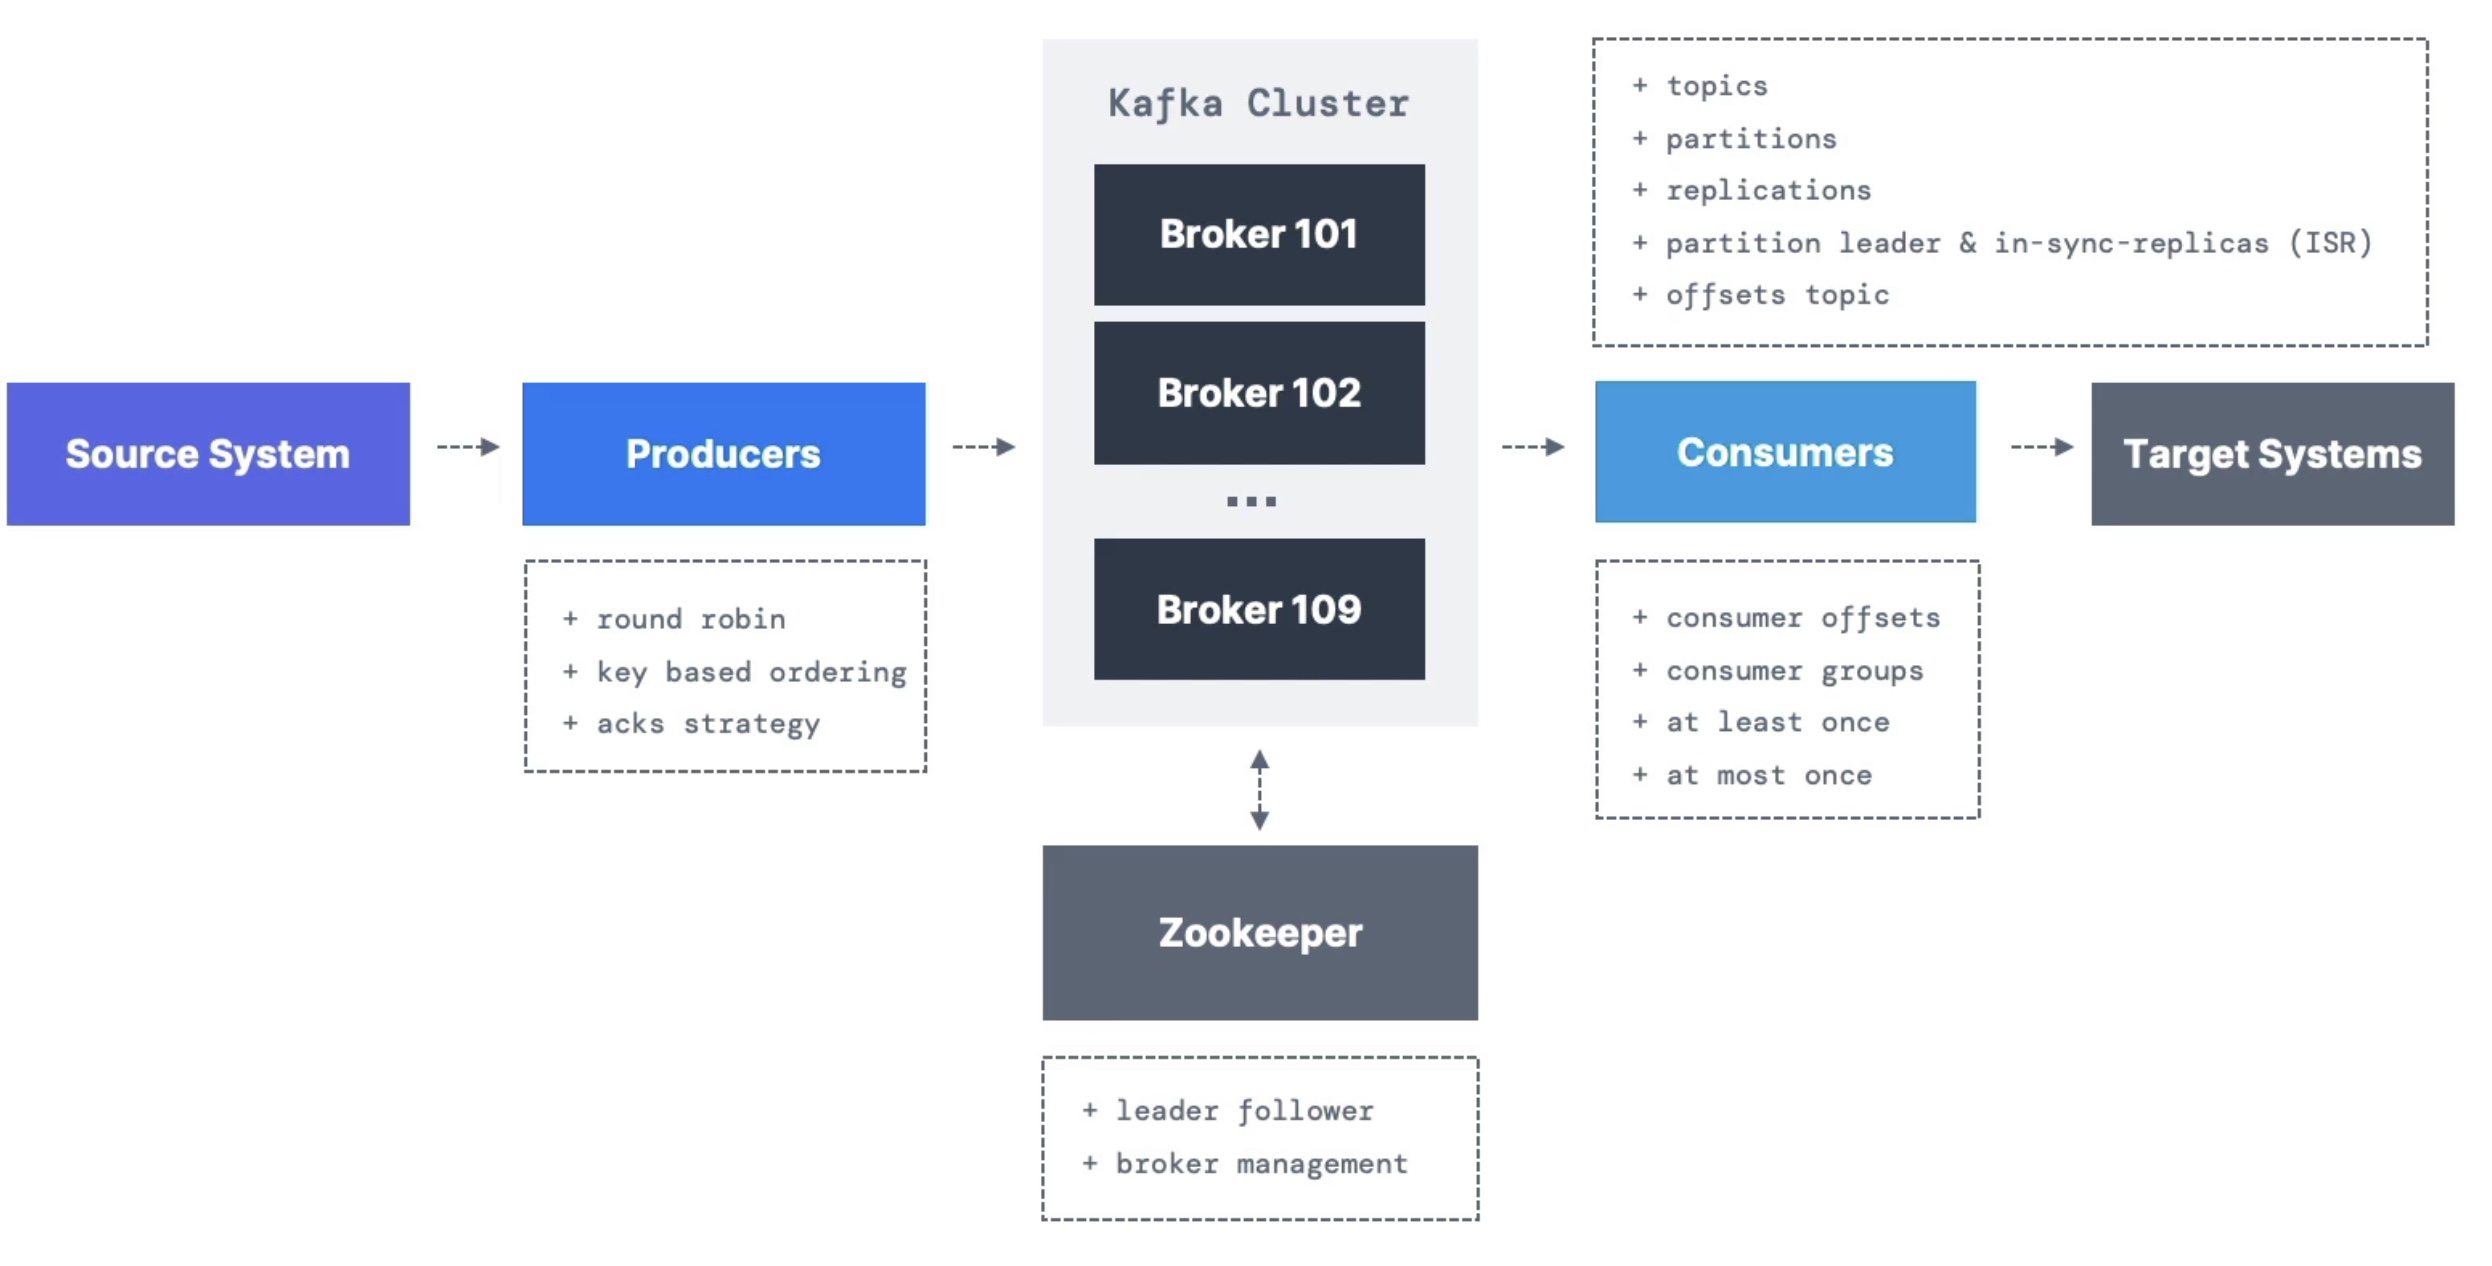 Kafka Cluster
Broker 101
Broker 102
...
Broker 109
+ topics
+ partitions
+ replications
+ partition leader & in-sync-replicas (ISR)
+ offsets topic
Source System
Producers
Consumers
Target Systems
+ round robin
+ key based ordering
+ acks strategy
+ consumer offsets
+ consumer groups
+ at least once
+ at most once
Zookeeper
+ leader follower
+ broker management